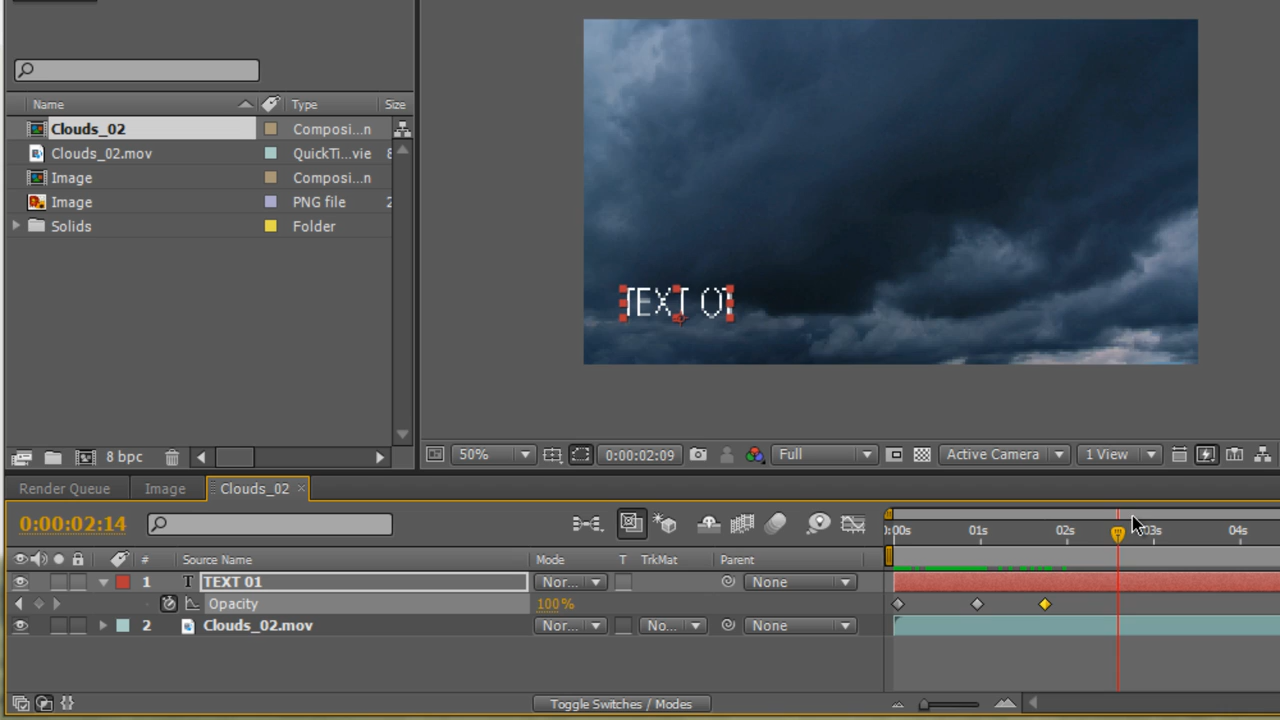 Name Type Size
Clouds_02 Composi...n
Clouds_02.mov QuickTi...vie
Image Composi...n
Image PNG file 2
Solids Folder
TEXT 01
8 bpc 50% 0:00:02:09 Full Active Camera 1 View
Render Queue Image Clouds_02
0:00:02:14
:00s 01s 02s 03s 04s
# Source Name Mode T TrkMat Parent
1 T TEXT 01 Nor... None
Opacity 100%
2 Clouds_02.mov Nor... No... None
Toggle Switches / Modes